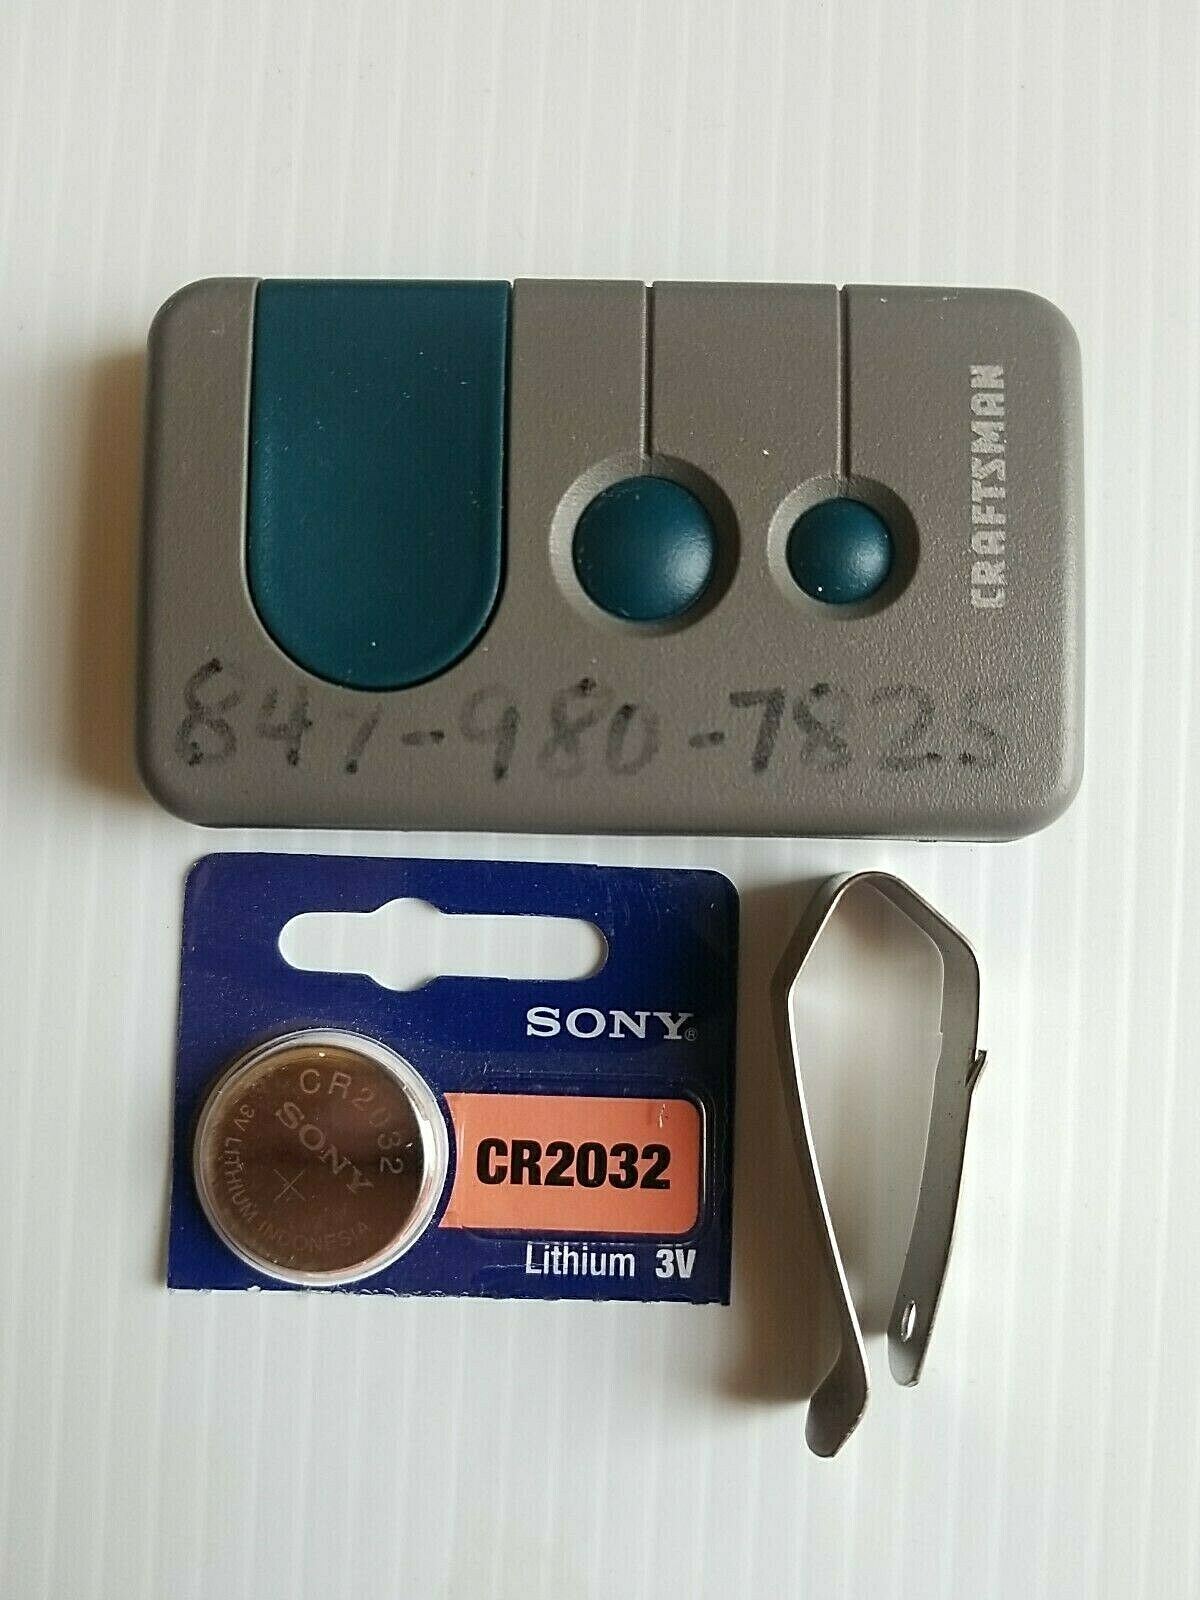 CRAFTSMAN
847-980-7825
SONY®
CR2032
SONY
3V LITHIUM INDONESIA
CR2032
Lithium 3V